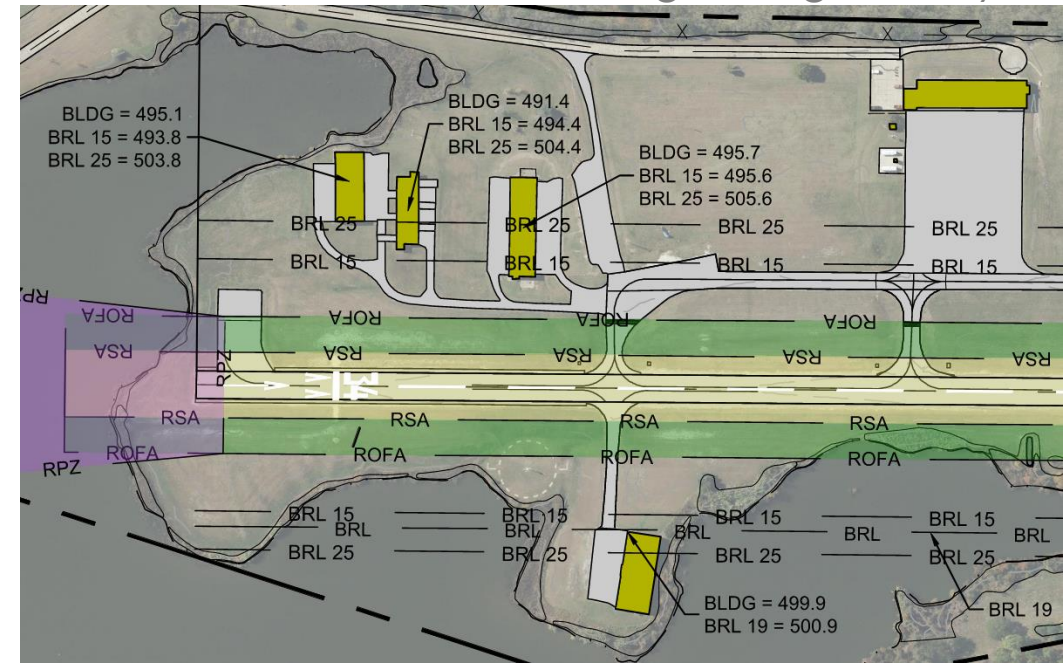 X
X
BLDG = 495.1
BRL 15 = 493.8
BRL 25 = 503.8
BLDG = 491.4
BRL 15 = 494.4
BRL 25 = 504.4
BLDG = 495.7
BRL 15 = 495.6
BRL 25 = 505.6
BRL 25
BRL 25
BRL 25
BRL 25
BRL 15
BRL 15
BRL 15
BRL 15
RPZ
ROFA
ROFA
ROFA
ROFA
RSA
RSA
RSA
RSA
RSA
RPZ
RSA
RSA
RSA
RSA
ROFA
ROFA
ROFA
ROFA
RPZ
BRL 15
BRL 15
BRL 15
BRL 15
BRL
BRL
BRL
BRL
BRL
BRL 25
BRL 25
BRL 25
BRL 25
BLDG = 499.9
BRL 19 = 500.9
BRL 19